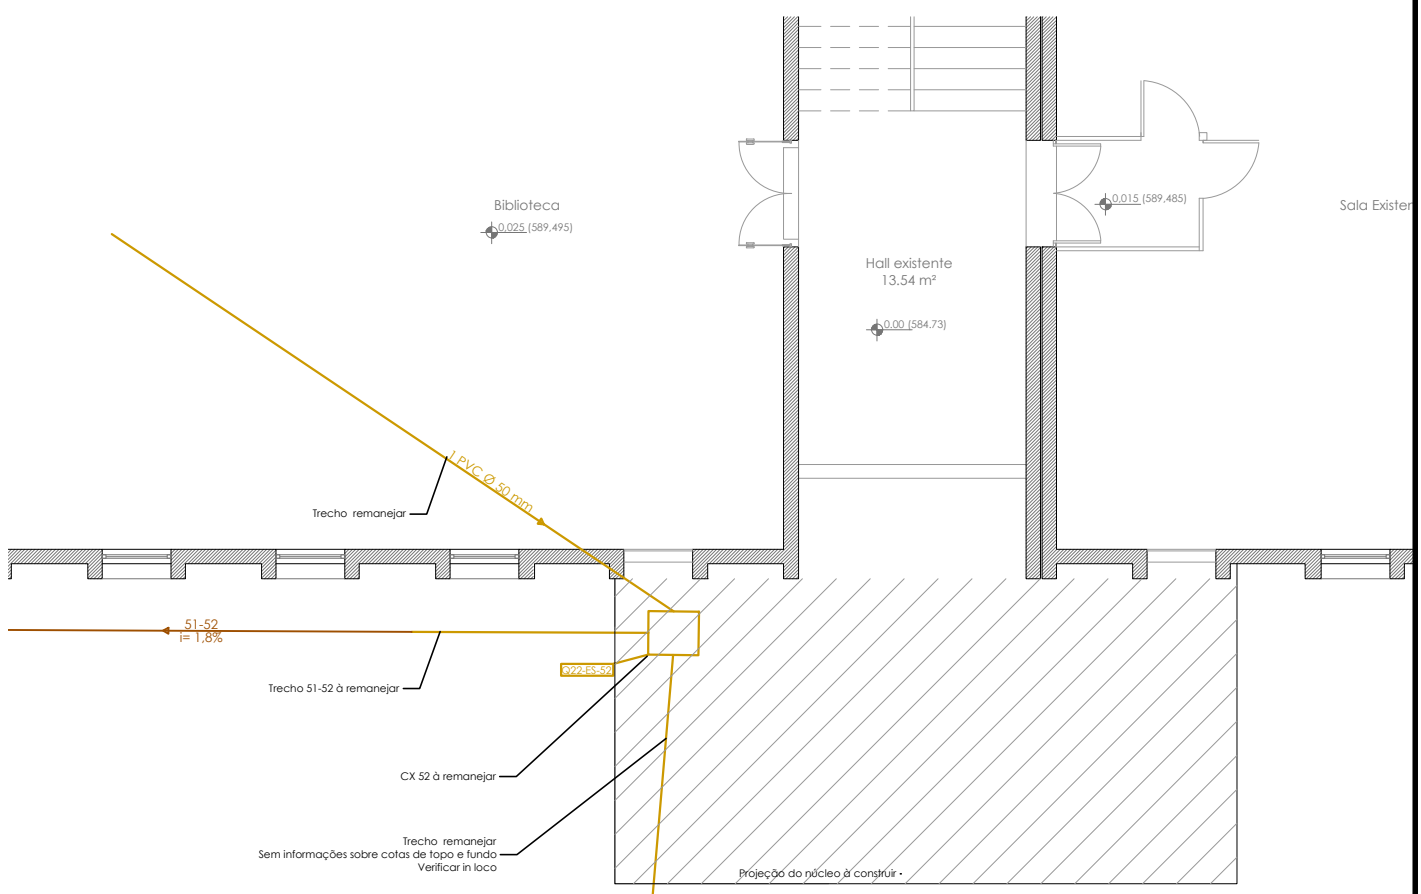 Biblioteca
0,025 (589,495)
0,015 (589,485)
Sala Existen
Hall existente
13.54 m²
0.00 (584.73)
1 PVC Ø 50 mm
Trecho remanejar
51-52
i= 1,8%
Q22-ES-52
Trecho 51-52 à remanejar
CX 52 à remanejar
Trecho remanejar
Sem informações sobre cotas de topo e fundo
Verificar in loco
Projeção do núcleo à construir